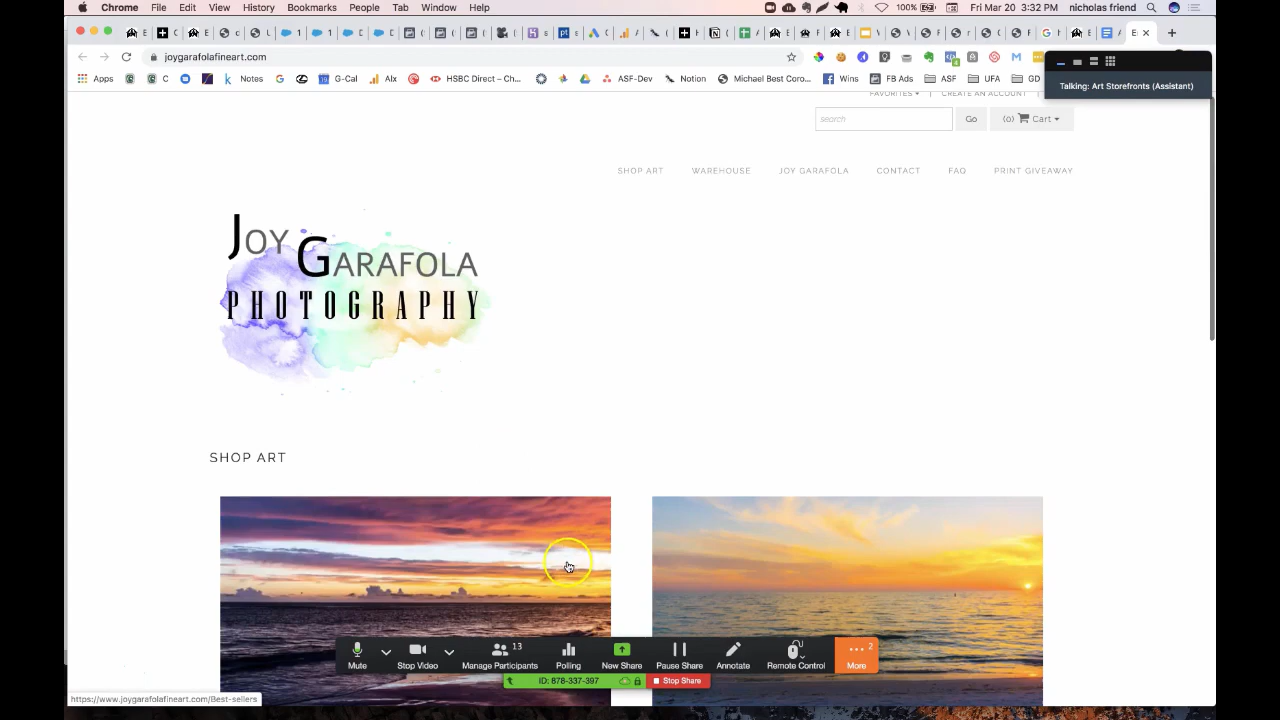 Chrome File Edit View History Bookmarks People Tab Window Help 100% Fri Mar 20 3:32 PM nicholas friend
joygarafolafineart.com
Apps Notes G-Cal Ark HSBC Direct – Ch... ASF-Dev Notion Michael Best Coro... Wins FB Ads ASF UFA GD
Talking: Art Storefronts (Assistant)
FAVORITES | CREATE AN ACCOUNT |
search Go (0) Cart
SHOP ART WAREHOUSE JOY GARAFOLA CONTACT FAQ PRINT GIVEAWAY
JOY GARAFOLA
PHOTOGRAPHY
SHOP ART
13 2
Mute Stop Video Manage Participants Polling New Share Pause Share Annotate Remote Control More
ID: 878-337-397 Stop Share
https://www.joygarafolafineart.com/Best-sellers